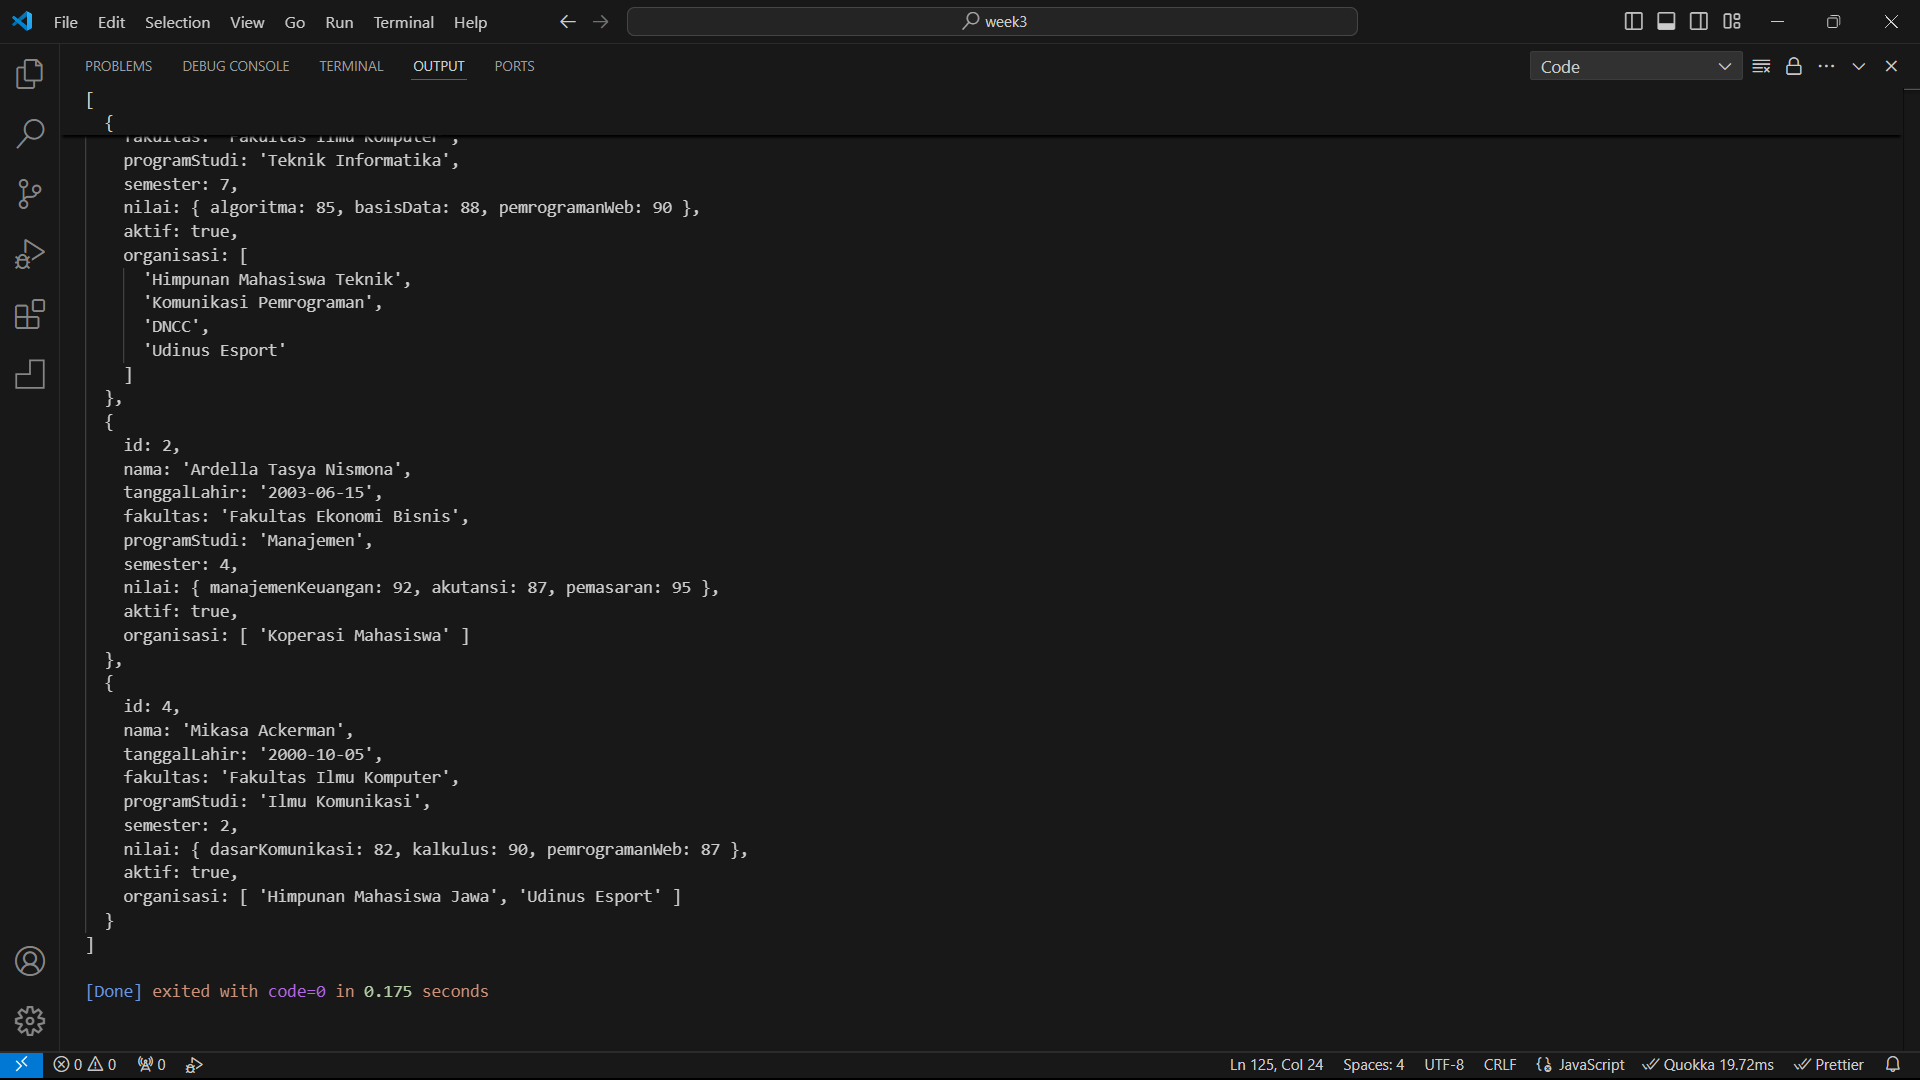 File Edit Selection View Go Run Terminal Help week3
PROBLEMS DEBUG CONSOLE TERMINAL OUTPUT PORTS Code
[
{
fakultas: 'Fakultas Ilmu Komputer',
programStudi: 'Teknik Informatika',
semester: 7,
nilai: { algoritma: 85, basisData: 88, pemrogramanWeb: 90 },
aktif: true,
organisasi: [
'Himpunan Mahasiswa Teknik',
'Komunikasi Pemrograman',
'DNCC',
'Udinus Esport'
]
},
{
id: 2,
nama: 'Ardella Tasya Nismona',
tanggalLahir: '2003-06-15',
fakultas: 'Fakultas Ekonomi Bisnis',
programStudi: 'Manajemen',
semester: 4,
nilai: { manajemenKeuangan: 92, akutansi: 87, pemasaran: 95 },
aktif: true,
organisasi: [ 'Koperasi Mahasiswa' ]
},
{
id: 4,
nama: 'Mikasa Ackerman',
tanggalLahir: '2000-10-05',
fakultas: 'Fakultas Ilmu Komputer',
programStudi: 'Ilmu Komunikasi',
semester: 2,
nilai: { dasarKomunikasi: 82, kalkulus: 90, pemrogramanWeb: 87 },
aktif: true,
organisasi: [ 'Himpunan Mahasiswa Jawa', 'Udinus Esport' ]
}
]
[Done] exited with code=0 in 0.175 seconds
0 0 0 Ln 125, Col 24 Spaces: 4 UTF-8 CRLF JavaScript Quokka 19.72ms Prettier